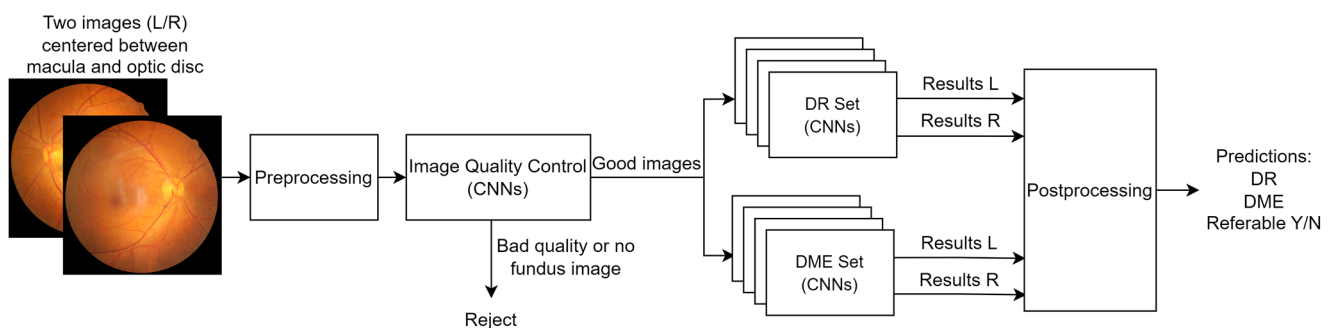 Two images (L/R)
centered between
macula and optic disc
Preprocessing
Image Quality Control
(CNNs)
Good images
Bad quality or no
fundus image
Reject
DR Set
(CNNs)
Results L
Results R
DME Set
(CNNs)
Results L
Results R
Postprocessing
Predictions:
DR
DME
Referable Y/N